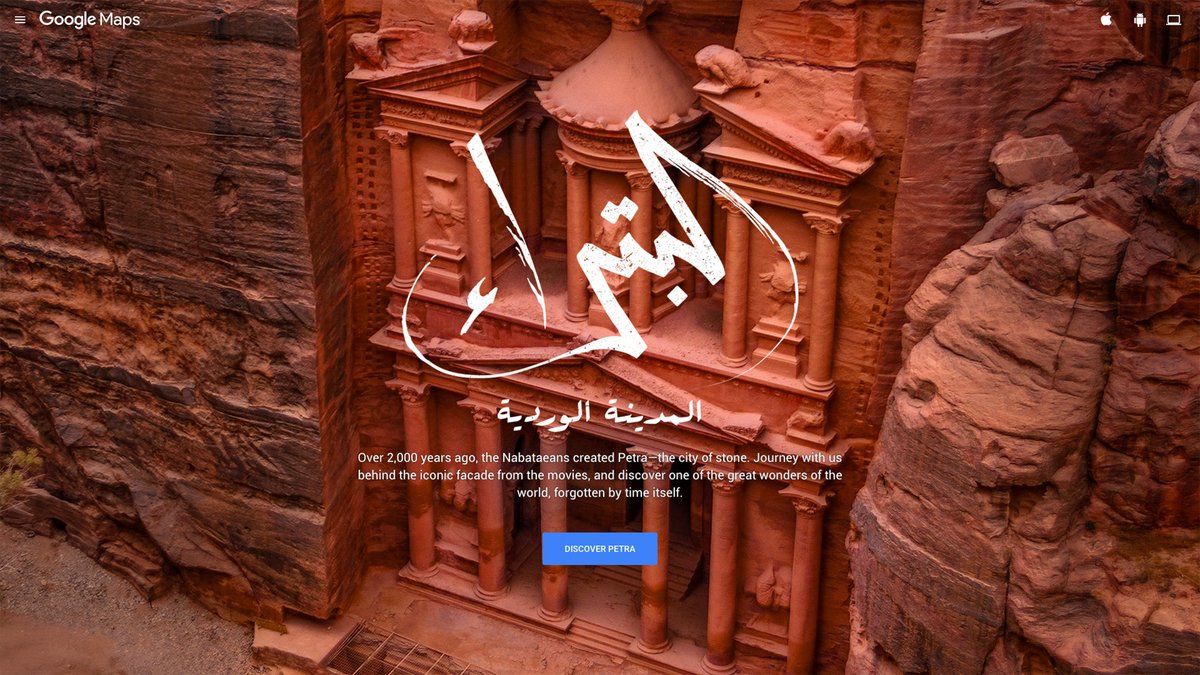 Google Maps
البتراء
المدينة الوردية
Over 2,000 years ago, the Nabataeans created Petra—the city of stone. Journey with us
behind the iconic facade from the movies, and discover one of the great wonders of the
world, forgotten by time itself.
DISCOVER PETRA